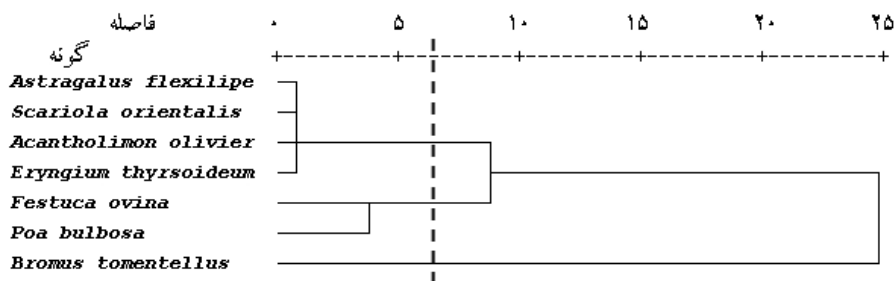 فاصله ۰ ۵ ۱۰ ۱۵ ۲۰ ۲۵
گونه
Astragalus flexilipe
Scariola orientalis
Acantholimon olivier
Eryngium thyrsoideum
Festuca ovina
Poa bulbosa
Bromus tomentellus